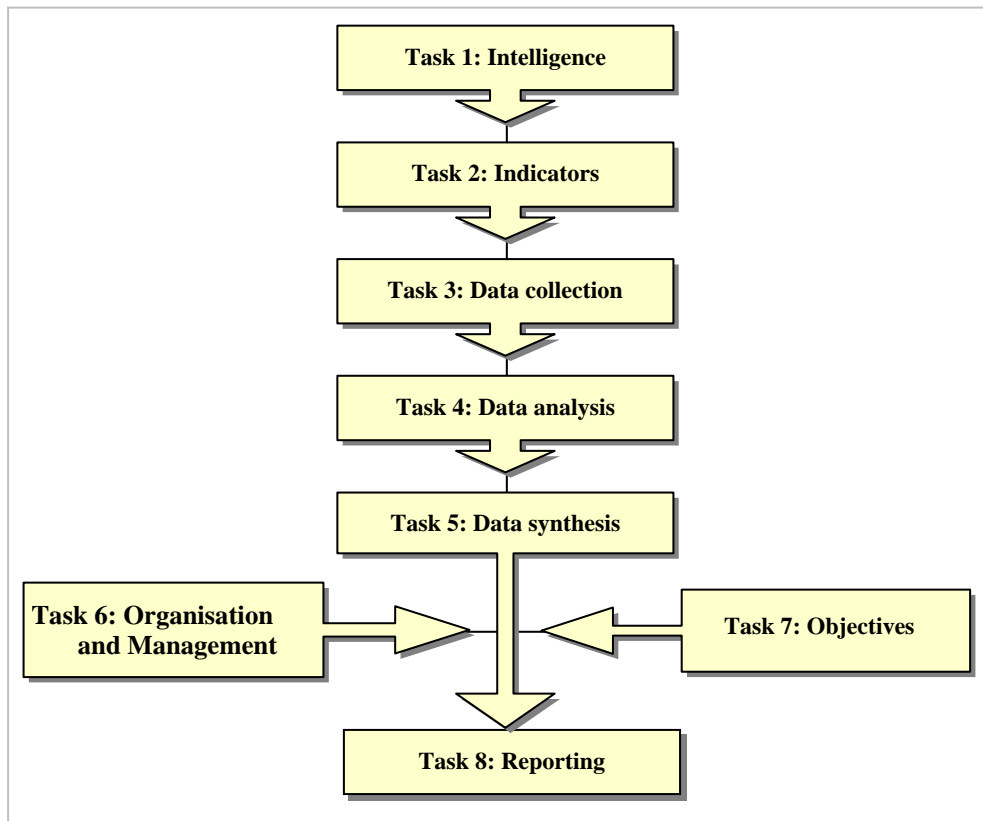 Task 1: Intelligence
Task 2: Indicators
Task 3: Data collection
Task 4: Data analysis
Task 5: Data synthesis
Task 6: Organisation
and Management
Task 7: Objectives
Task 8: Reporting